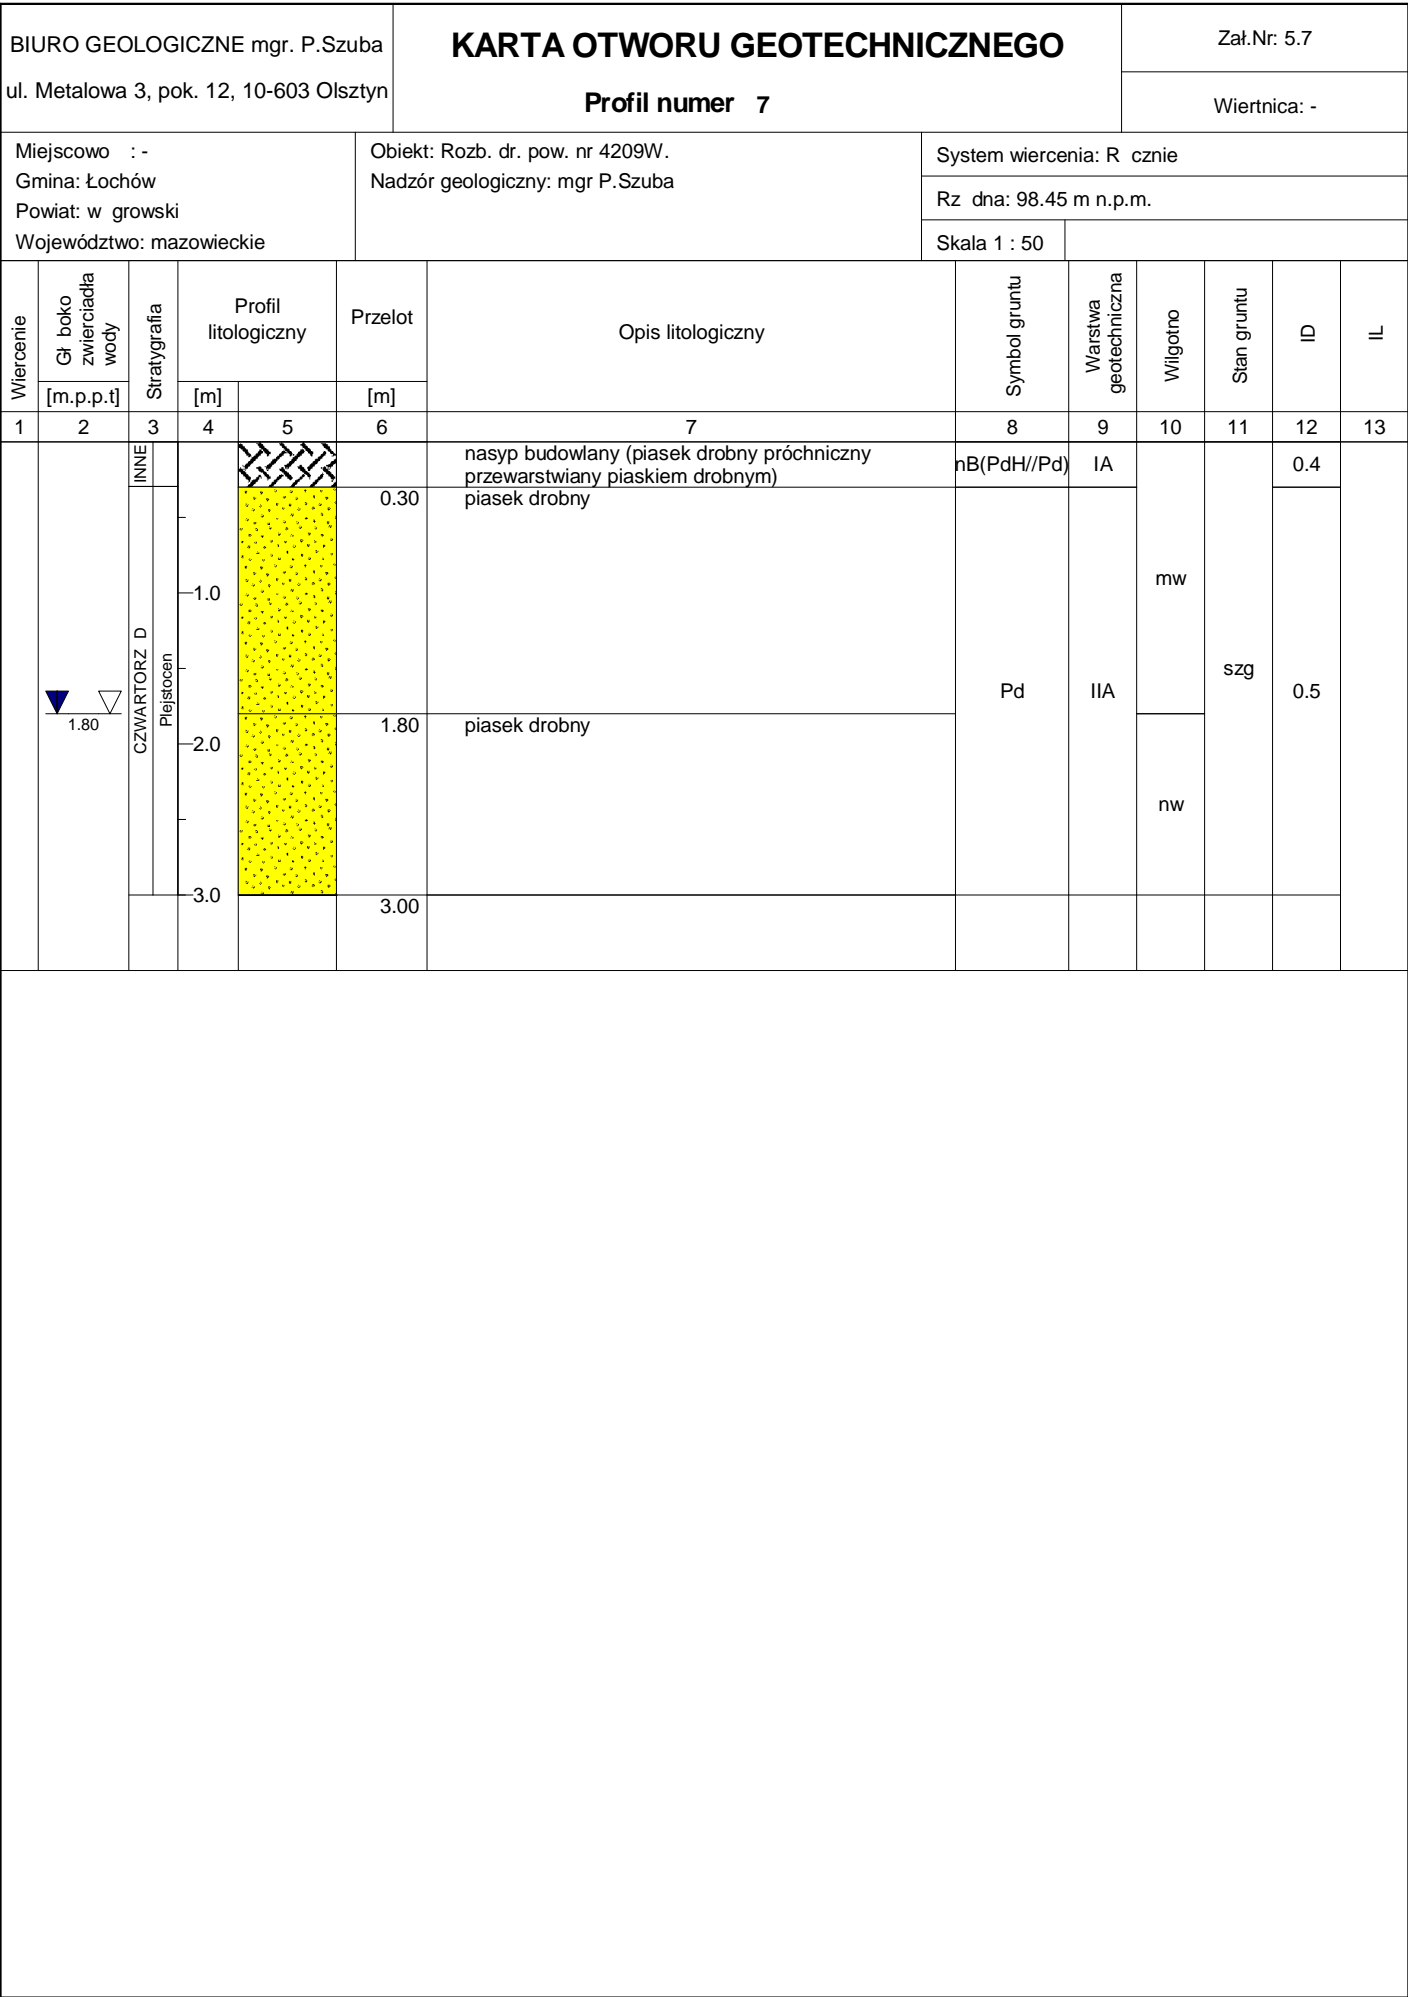 BIURO GEOLOGICZNE mgr. P.Szuba
ul. Metalowa 3, pok. 12, 10-603 Olsztyn
KARTA OTWORU GEOTECHNICZNEGO
Profil numer 7
Zał.Nr: 5.7
Wiertnica: -
Miejscowo : -
Gmina: Łochów
Powiat: w growski
Województwo: mazowieckie
Obiekt: Rozb. dr. pow. nr 4209W.
Nadzór geologiczny: mgr P.Szuba
System wiercenia: R cznie
Rz dna: 98.45 m n.p.m.
Skala 1 : 50
Wiercenie
Gł boko
zwierciadła
wody
[m.p.p.t]
Stratygrafia
Profil
litologiczny
[m]
Przelot
[m]
Opis litologiczny
Symbol gruntu
Warstwa
geotechniczna
Wilgotno
Stan gruntu
ID
IL
1 2 3 4 5 6 7 8 9 10 11 12 13
INNE
nasyp budowlany (piasek drobny próchniczny
przewarstwiany piaskiem drobnym)
nB(PdH//Pd)
IA
0.4
0.30
piasek drobny
1.0
mw
CZWARTORZ D
Plejstocen
szg
Pd
IIA
0.5
1.80
1.80
piasek drobny
2.0
nw
3.0
3.00